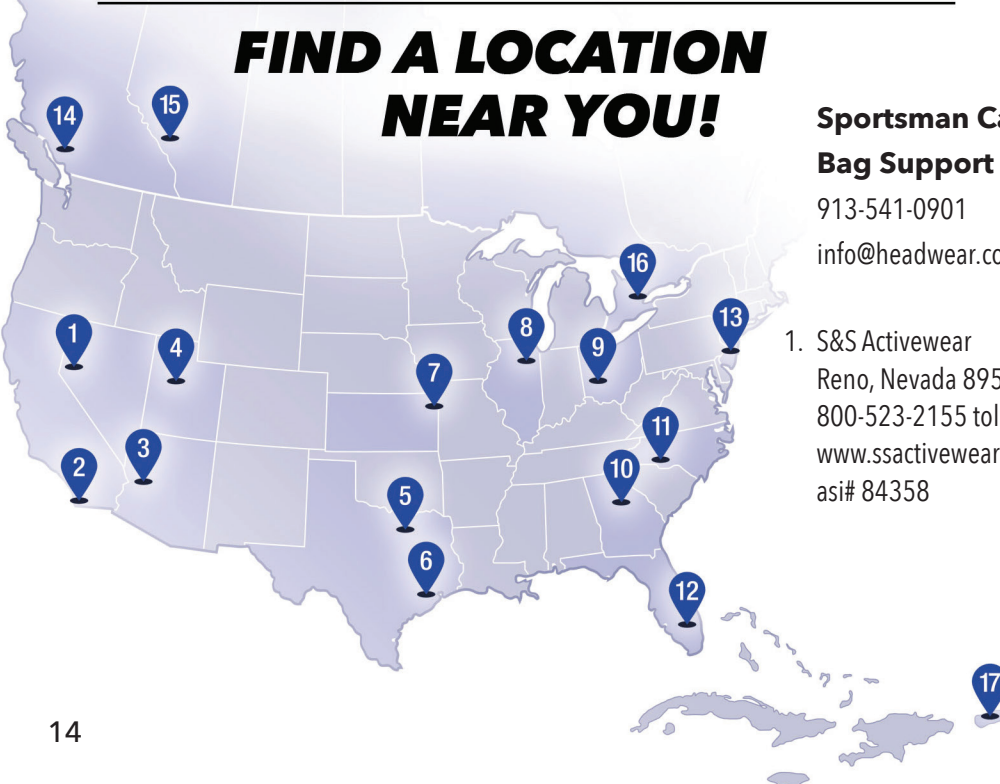 FIND A LOCATION
NEAR YOU!
Sportsman Ca
Bag Support
913-541-0901
info@headwear.co
1. S&S Activewear
Reno, Nevada 895
800-523-2155 tol
www.ssactivewear
asi# 84358
14
15
16
1
4
8
9
13
7
2
3
11
5
10
6
12
17
14